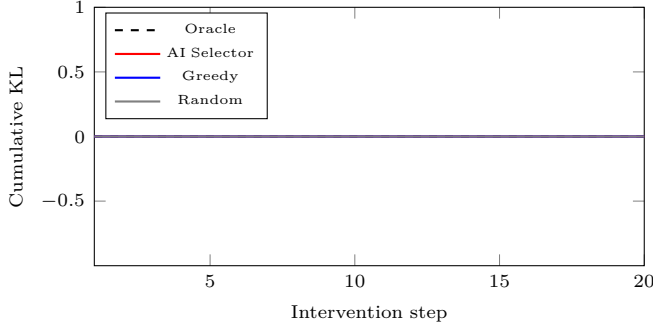 1
0.5
0
−0.5
Cumulative KL
Oracle
AI Selector
Greedy
Random
5
10
15
20
Intervention step